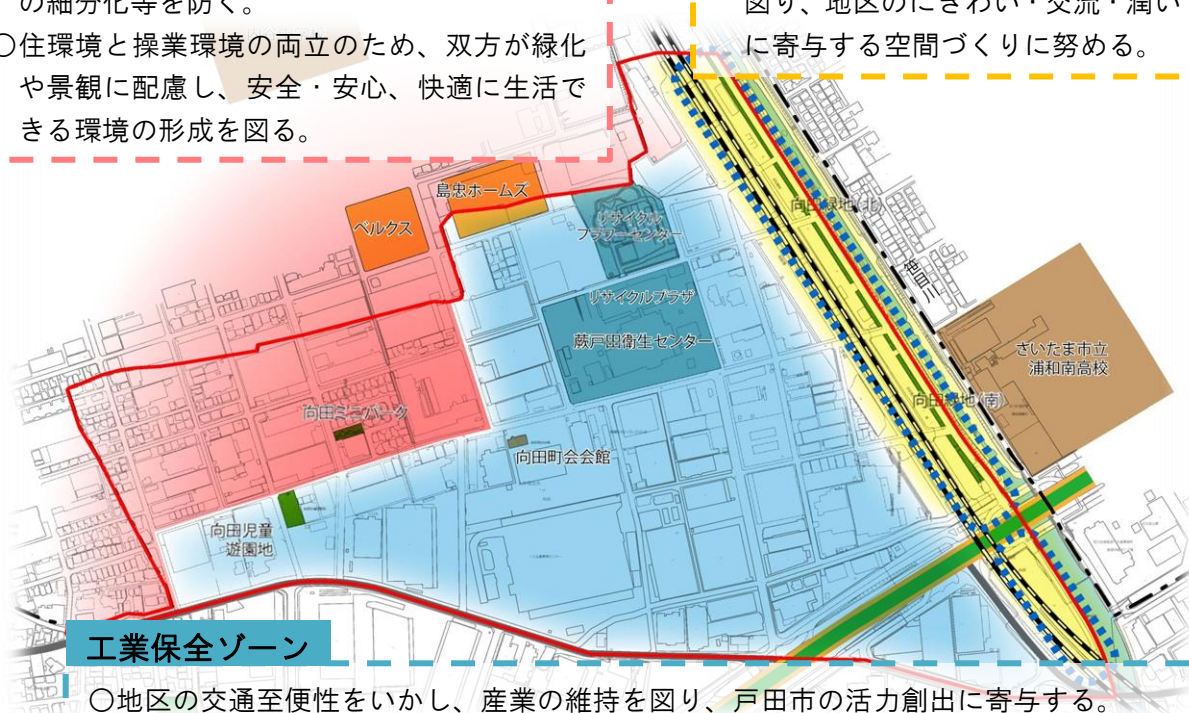 の細分化等を防ぐ。
〇住環境と操業環境の両立のため、双方が緑化
や景観に配慮し、安全・安心、快適に生活で
きる環境の形成を図る。
図り、地区のにぎわい・交流・潤い
に寄与する空間づくりに努める。
島忠ホームズ
ベルクス
リサイクル
フラワーセンター
向田緑地(北)
笹目川
リサイクルプラザ
蕨戸田衛生センター
さいたま市立
浦和南高校
向田緑地(南)
向田ミニパーク
向田町会会館
向田児童
遊園地
工業保全ゾーン
〇地区の交通至便性をいかし、産業の維持を図り、戸田市の活力創出に寄与する。